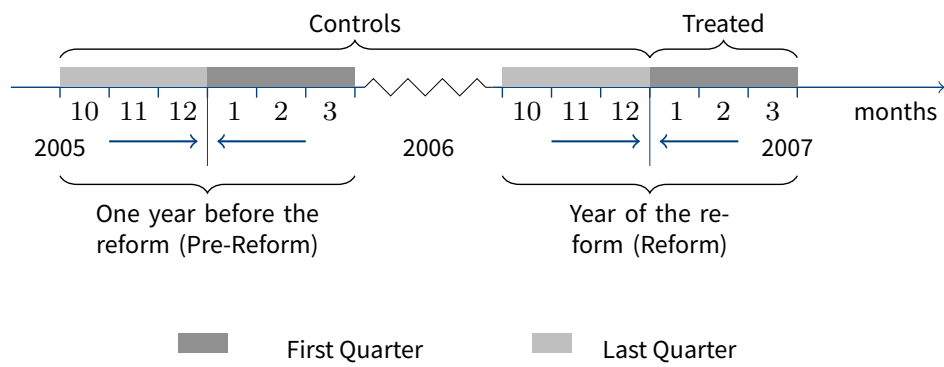 Controls Treated
10 11 12 1 2 3 10 11 12 1 2 3 months
2005 2006 2007
One year before the
reform (Pre-Reform)
Year of the re-
form (Reform)
First Quarter Last Quarter